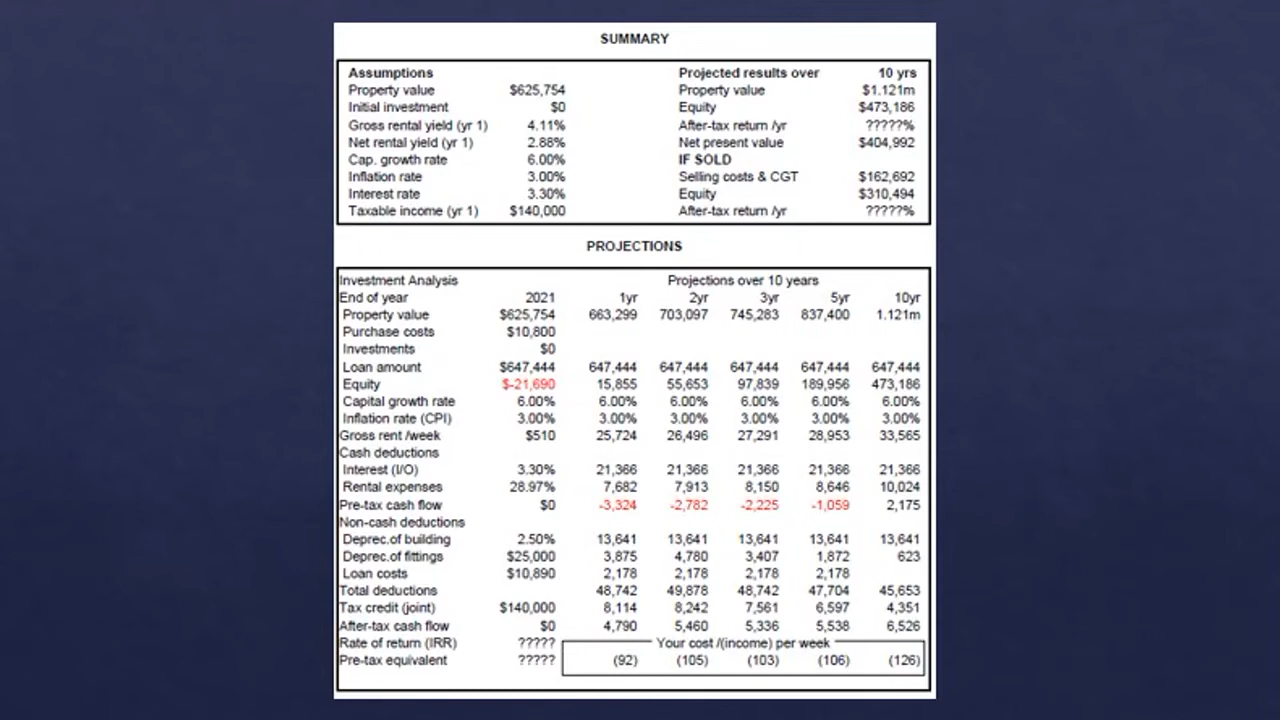 SUMMARY
Assumptions Projected results over 10 yrs
Property value $625,754 Property value $1.121m
Initial investment $0 Equity $473,186
Gross rental yield (yr 1) 4.11% After-tax return /yr ?????%
Net rental yield (yr 1) 2.88% Net present value $404,992
Cap. growth rate 6.00% IF SOLD
Inflation rate 3.00% Selling costs & CGT $162,692
Interest rate 3.30% Equity $310,494
Taxable income (yr 1) $140,000 After-tax return /yr ?????%
PROJECTIONS
Investment Analysis Projections over 10 years
End of year 2021 1yr 2yr 3yr 5yr 10yr
Property value $625,754 663,299 703,097 745,283 837,400 1.121m
Purchase costs $10,800
Investments $0
Loan amount $647,444 647,444 647,444 647,444 647,444 647,444
Equity $-21,690 15,855 55,653 97,839 189,956 473,186
Capital growth rate 6.00% 6.00% 6.00% 6.00% 6.00% 6.00%
Inflation rate (CPI) 3.00% 3.00% 3.00% 3.00% 3.00% 3.00%
Gross rent /week $510 25,724 26,496 27,291 28,953 33,565
Cash deductions
Interest (I/O) 3.30% 21,366 21,366 21,366 21,366 21,366
Rental expenses 28.97% 7,682 7,913 8,150 8,646 10,024
Pre-tax cash flow $0 -3,324 -2,782 -2,225 -1,059 2,175
Non-cash deductions
Deprec.of building 2.50% 13,641 13,641 13,641 13,641 13,641
Deprec.of fittings $25,000 3,875 4,780 3,407 1,872 623
Loan costs $10,890 2,178 2,178 2,178 2,178
Total deductions 48,742 49,878 48,742 47,704 45,653
Tax credit (joint) $140,000 8,114 8,242 7,561 6,597 4,351
After-tax cash flow $0 4,790 5,460 5,336 5,538 6,526
Rate of return (IRR) ????? Your cost /(income) per week
Pre-tax equivalent ????? (92) (105) (103) (106) (126)